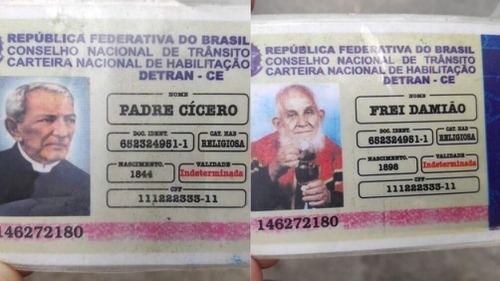 REPÚBLICA FEDERATIVA DO BRASIL
CONSELHO NACIONAL DE TRÂNSITO
CARTEIRA NACIONAL DE HABILITAÇÃO
DETRAN - CE
NOME
PADRE CÍCERO
DOC. IDENT. CAT. HAB
652324951-1 RELIGIOSA
NASCIMENTO. VALIDADE
1844 Indeterminada
CPF
111222333-11
146272180
REPÚBLICA FEDERATIVA DO BRASIL
CONSELHO NACIONAL DE TRÂNSITO
CARTEIRA NACIONAL DE HABILITAÇÃO
DETRAN - CE
NOME
FREI DAMIÃO
DOC. IDENT. CAT. HAB
652324951-1 RELIGIOSA
NASCIMENTO. VALIDADE
1898 Indeterminada
CPF
111222333-11
146272180